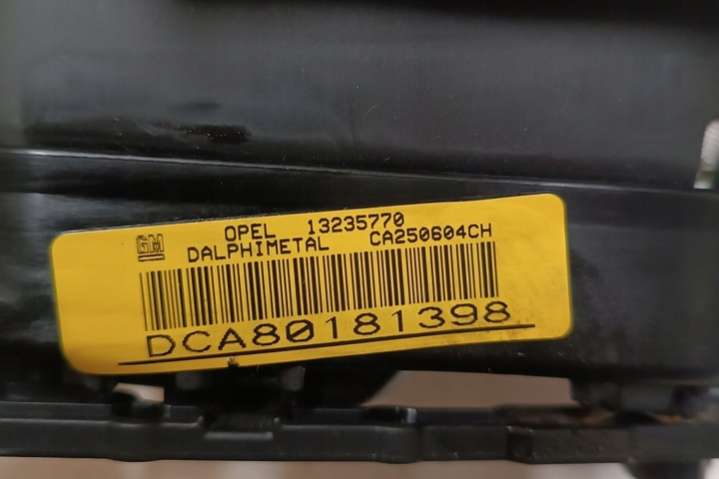 GM OPEL 13235770
DALPHIMETAL CA250604CH
DCA80181398